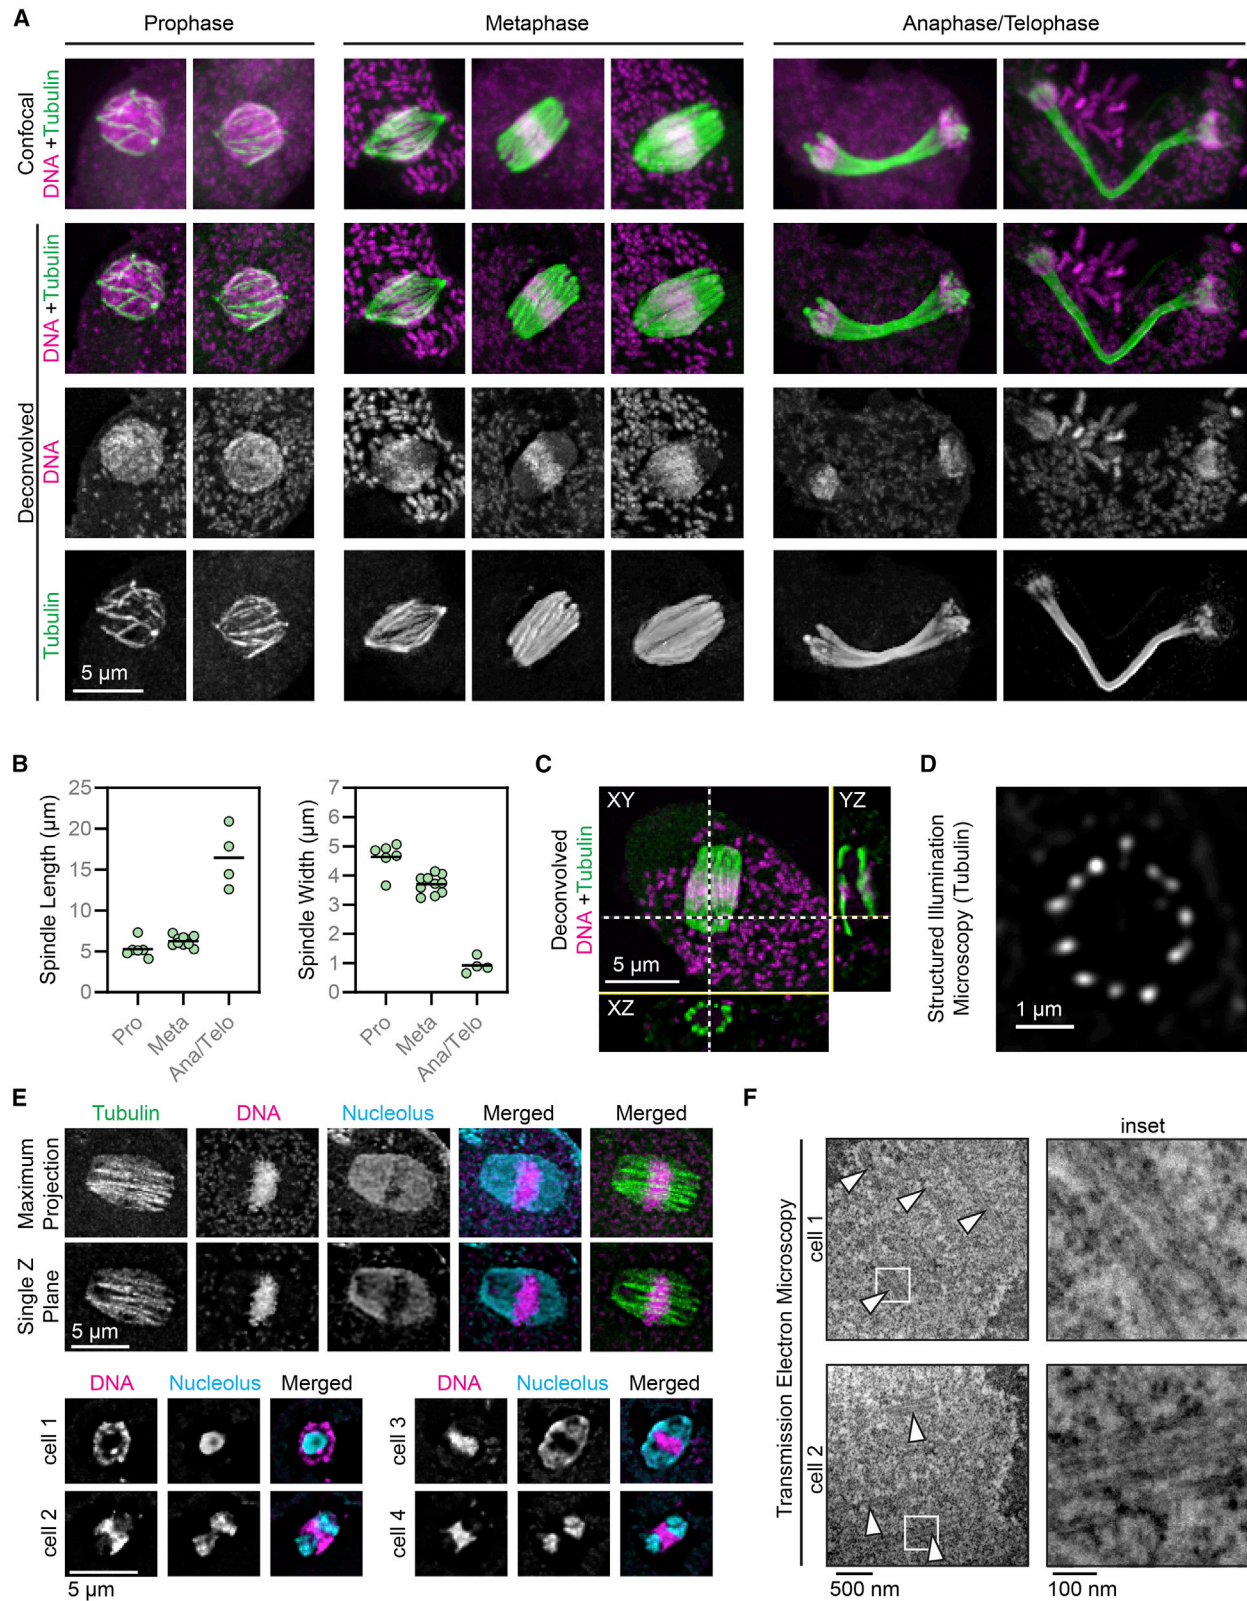 A
Prophase
Metaphase
Anaphase/Telophase
Confocal
DNA +Tubulin
Deconvolved
DNA +Tubulin
DNA
Tubulin
5 µm
B
Spindle Length (µm)
25
20
15
10
5
0
Pro
Meta
Ana/Telo
Spindle Width (µm)
7
6
5
4
3
2
1
0
Pro
Meta
Ana/Telo
C
Deconvolved
DNA +Tubulin
XY
YZ
5 µm
XZ
D
Structured Illumination
Microscopy (Tubulin)
1 µm
E
Tubulin
DNA
Nucleolus
Merged
Merged
Maximum
Projection
Single Z
Plane
5 µm
DNA
Nucleolus
Merged
cell 1
cell 2
5 µm
DNA
Nucleolus
Merged
cell 3
cell 4
F
inset
Transmission Electron Microscopy
cell 1
cell 2
500 nm
100 nm